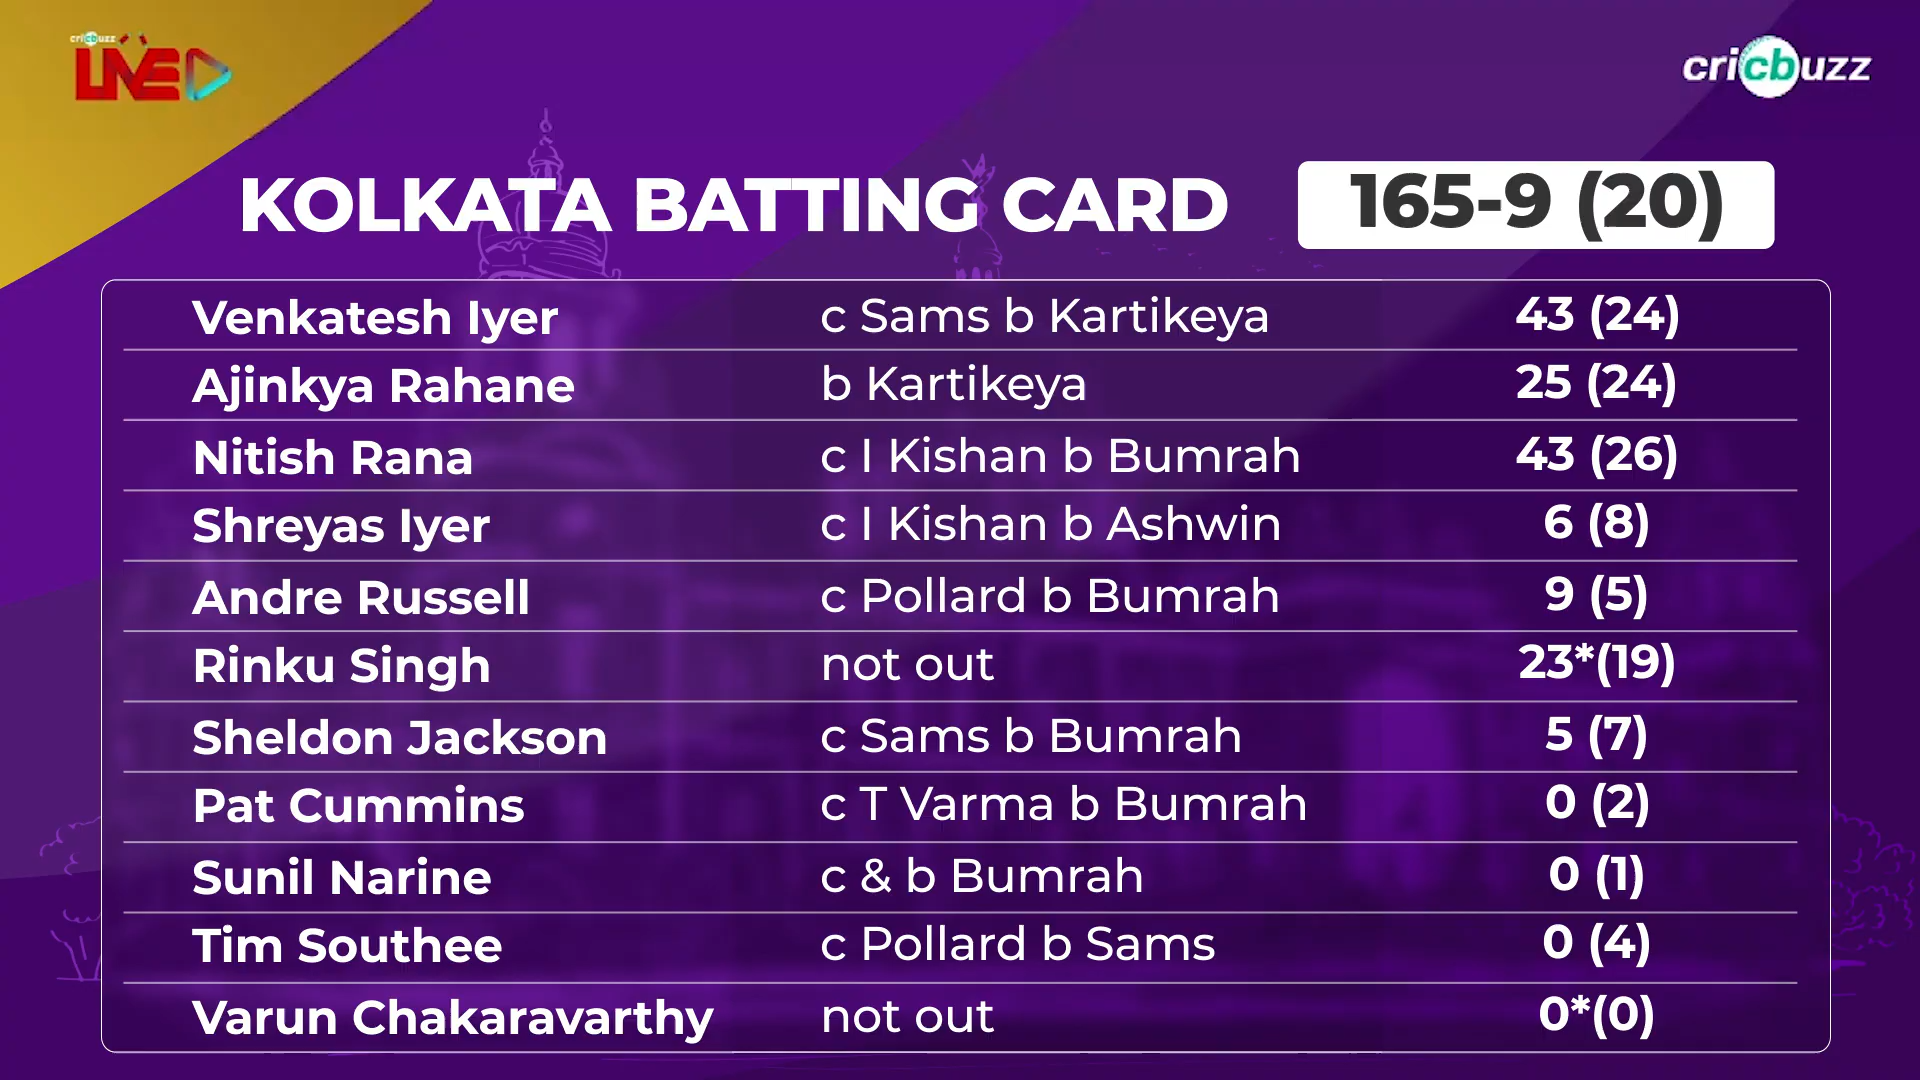 cricbuzz
LIVE
cricbuzz
KOLKATA BATTING CARD 165-9 (20)
Venkatesh Iyer c Sams b Kartikeya 43 (24)
Ajinkya Rahane b Kartikeya 25 (24)
Nitish Rana c I Kishan b Bumrah 43 (26)
Shreyas Iyer c I Kishan b Ashwin 6 (8)
Andre Russell c Pollard b Bumrah 9 (5)
Rinku Singh not out 23*(19)
Sheldon Jackson c Sams b Bumrah 5 (7)
Pat Cummins c T Varma b Bumrah 0 (2)
Sunil Narine c & b Bumrah 0 (1)
Tim Southee c Pollard b Sams 0 (4)
Varun Chakaravarthy not out 0*(0)